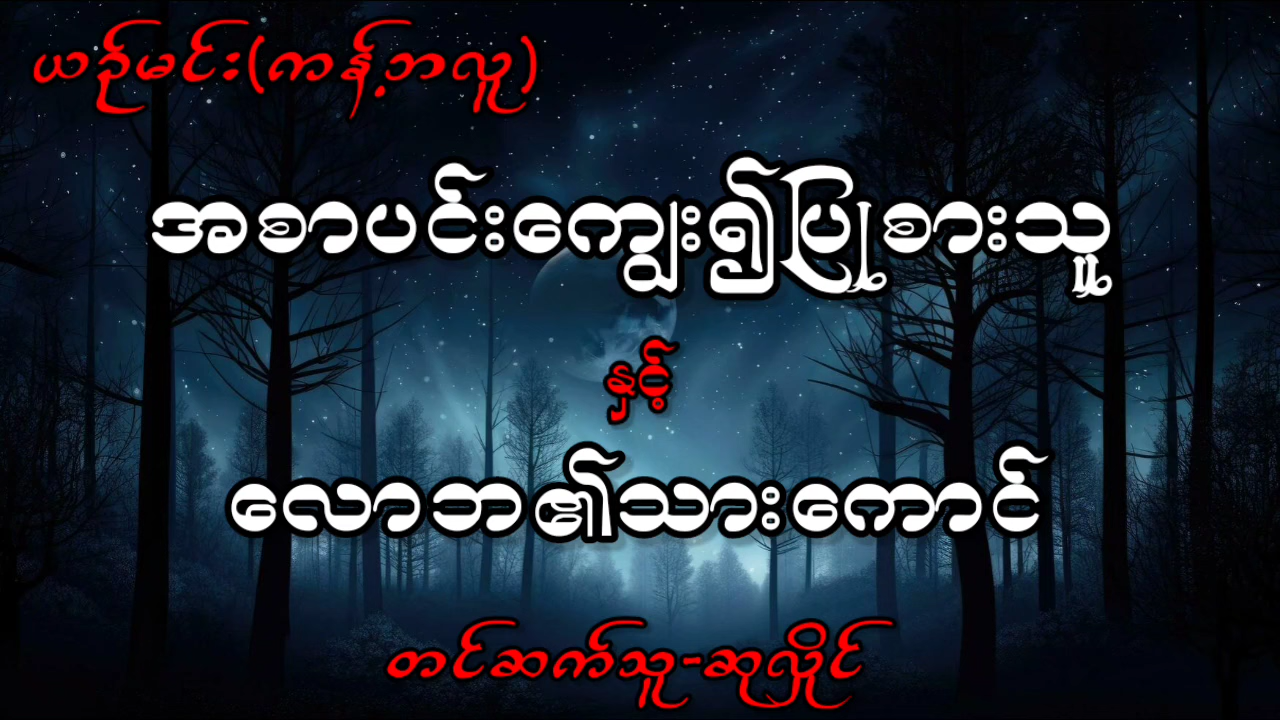 ယဉ်မင်း(ကန့်ဘလူ)
အစာပင်းကျွေး၍ပြုစားသူ
နှင့်
လောဘ၏သားကောင်
တင်ဆက်သူ-ဆုလှိုင်